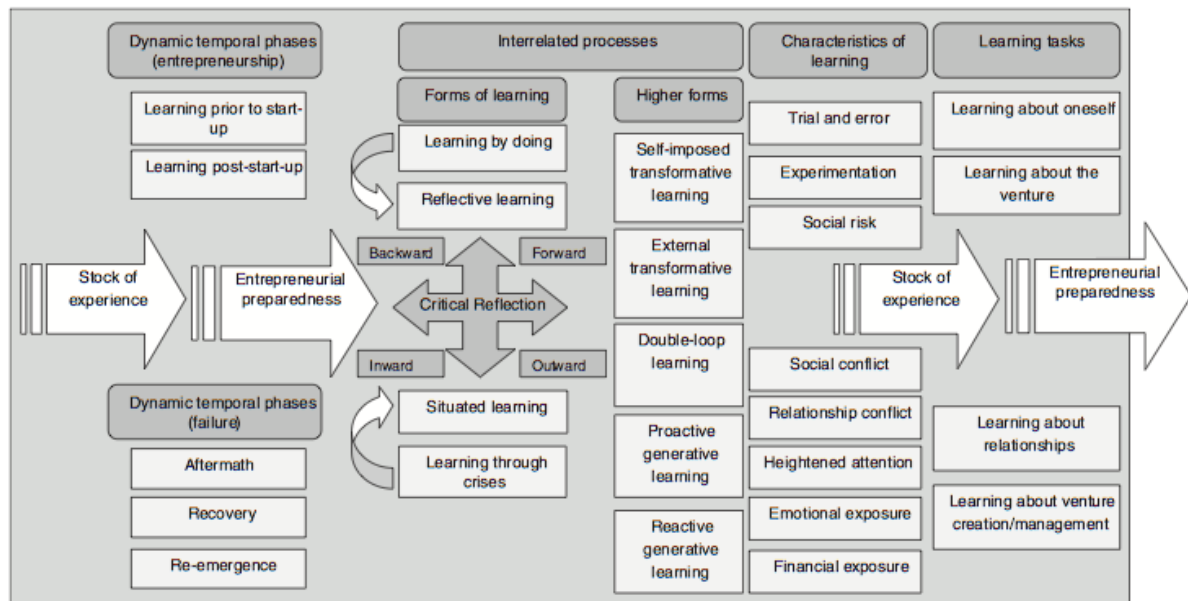 Dynamic temporal phases
(entrepreneurship)
Learning prior to start-
up
Learning post-start-up
Stock of
experience
Entrepreneurial
preparedness
Dynamic temporal phases
(failure)
Aftermath
Recovery
Re-emergence
Interrelated processes
Forms of learning
Learning by doing
Reflective learning
Backward
Forward
Critical Reflection
Inward
Outward
Situated learning
Learning through
crises
Higher forms
Self-imposed
transformative
learning
External
transformative
learning
Double-loop
learning
Proactive
generative
learning
Reactive
generative
learning
Characteristics of
learning
Trial and error
Experimentation
Social risk
Stock of
experience
Social conflict
Relationship conflict
Heightened attention
Emotional exposure
Financial exposure
Learning tasks
Learning about oneself
Learning about the
venture
Entrepreneurial
preparedness
Learning about
relationships
Learning about venture
creation/management